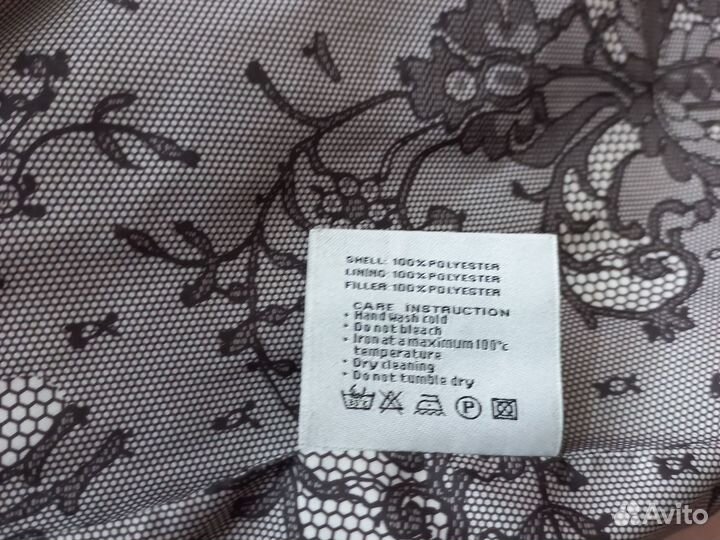 SHELL: 100% POLYESTER
LINING: 100% POLYESTER
FILLER: 100% POLYESTER
CARE INSTRUCTION
• Hand wash cold
• Do not bleach
• Iron at a maximum 100°c
temperature
• Dry cleaning
• Do not tumble dry
P
Avito